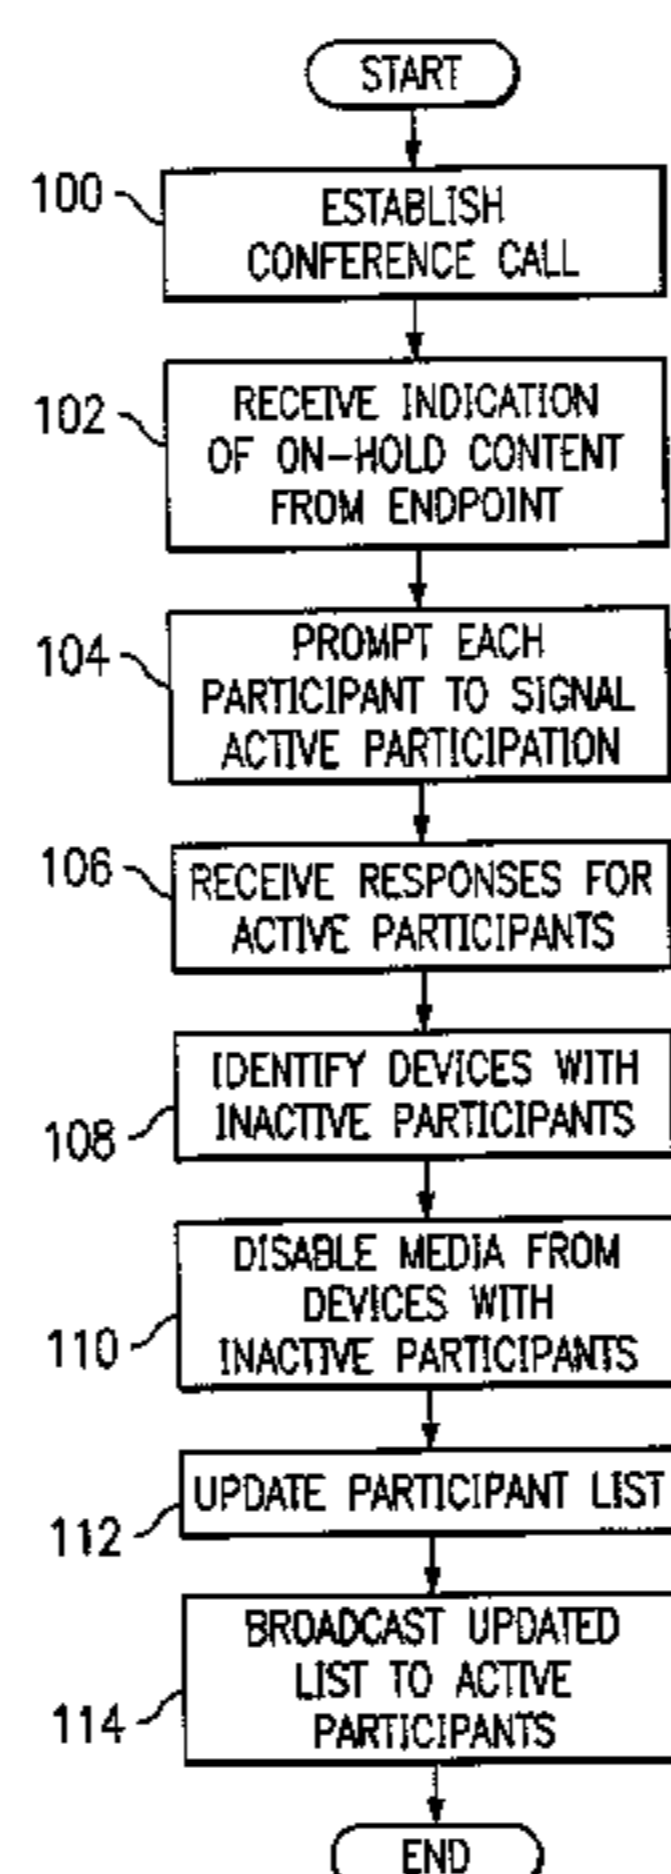 START
100
ESTABLISH
CONFERENCE CALL
102
RECEIVE INDICATION
OF ON-HOLD CONTENT
FROM ENDPOINT
104
PROMPT EACH
PARTICIPANT TO SIGNAL
ACTIVE PARTICIPATION
106
RECEIVE RESPONSES FOR
ACTIVE PARTICIPANTS
108
IDENTIFY DEVICES WITH
INACTIVE PARTICIPANTS
110
DISABLE MEDIA FROM
DEVICES WITH
INACTIVE PARTICIPANTS
112
UPDATE PARTICIPANT LIST
114
BROADCAST UPDATED
LIST TO ACTIVE
PARTICIPANTS
END